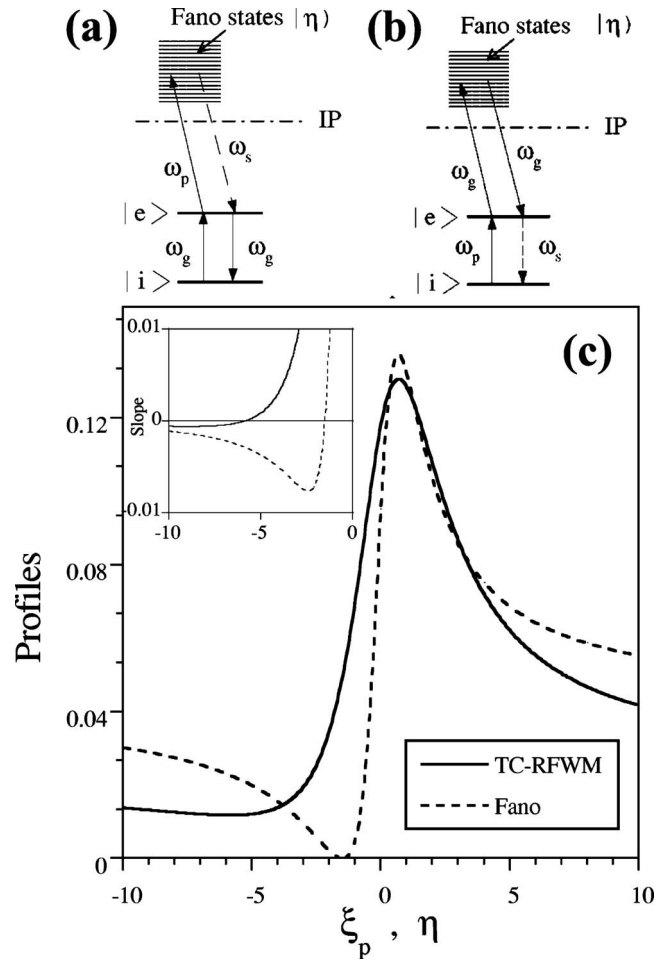 (a)
Fano states |η⟩
IP
ω_p
ω_s
|e>
ω_g
ω_g
|i>
(b)
Fano states |η⟩
IP
ω_g
ω_g
|e>
ω_p
ω_s
|i>
(c)
0.01
0
-0.01
Slope
-10
-5
0
Profiles
0.12
0.08
0.04
0
TC-RFWM
Fano
-10
-5
0
5
10
ξ_p , η